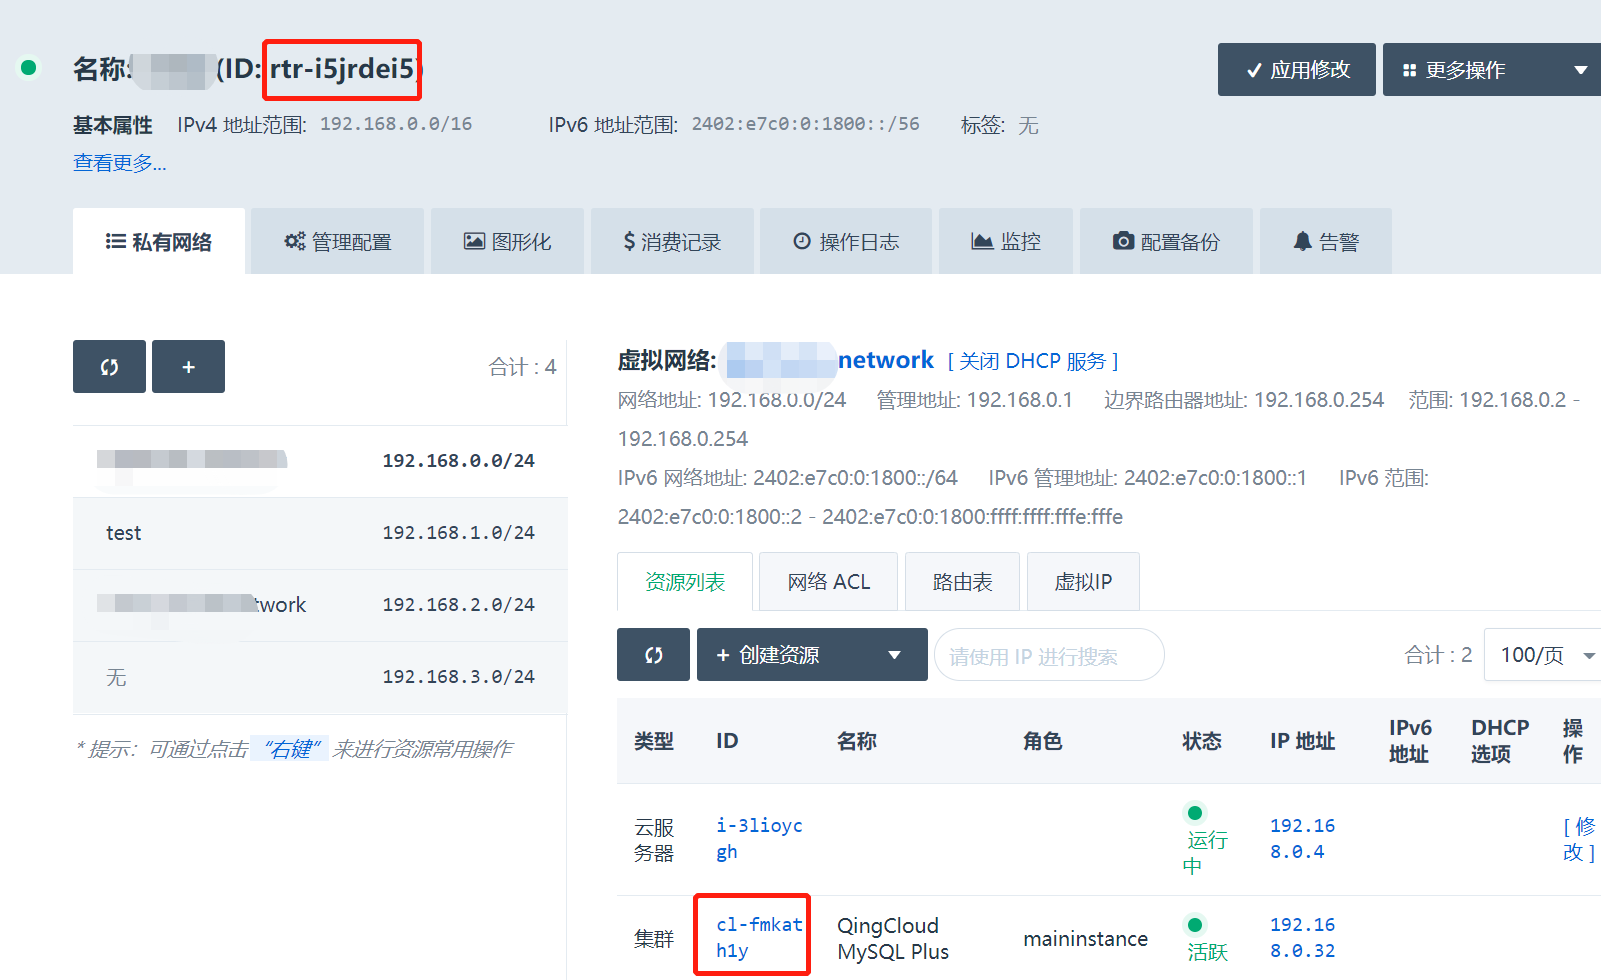 名称: (ID: rtr-i5jrdei5)
应用修改
更多操作
基本属性 IPv4 地址范围: 192.168.0.0/16 IPv6 地址范围: 2402:e7c0:0:1800::/56 标签: 无
查看更多...
私有网络
管理配置
图形化
$ 消费记录
操作日志
监控
配置备份
告警
+
合计 : 4
192.168.0.0/24
test 192.168.1.0/24
twork 192.168.2.0/24
无 192.168.3.0/24
* 提示: 可通过点击 “右键” 来进行资源常用操作
虚拟网络: network [ 关闭 DHCP 服务 ]
网络地址: 192.168.0.0/24 管理地址: 192.168.0.1 边界路由器地址: 192.168.0.254 范围: 192.168.0.2 -
192.168.0.254
IPv6 网络地址: 2402:e7c0:0:1800::/64 IPv6 管理地址: 2402:e7c0:0:1800::1 IPv6 范围:
2402:e7c0:0:1800::2 - 2402:e7c0:0:1800:ffff:ffff:fffe:fffe
资源列表
网络 ACL
路由表
虚拟IP
+ 创建资源
请使用 IP 进行搜索
合计 : 2
100/页
类型 ID 名称 角色 状态 IP 地址 IPv6 地址 DHCP 选项 操作
云服
务器
i-3lioyc
gh
运行
中
192.16
8.0.4
[ 修
改 ]
集群
cl-fmkat
h1y
QingCloud
MySQL Plus
maininstance
活跃
192.16
8.0.32